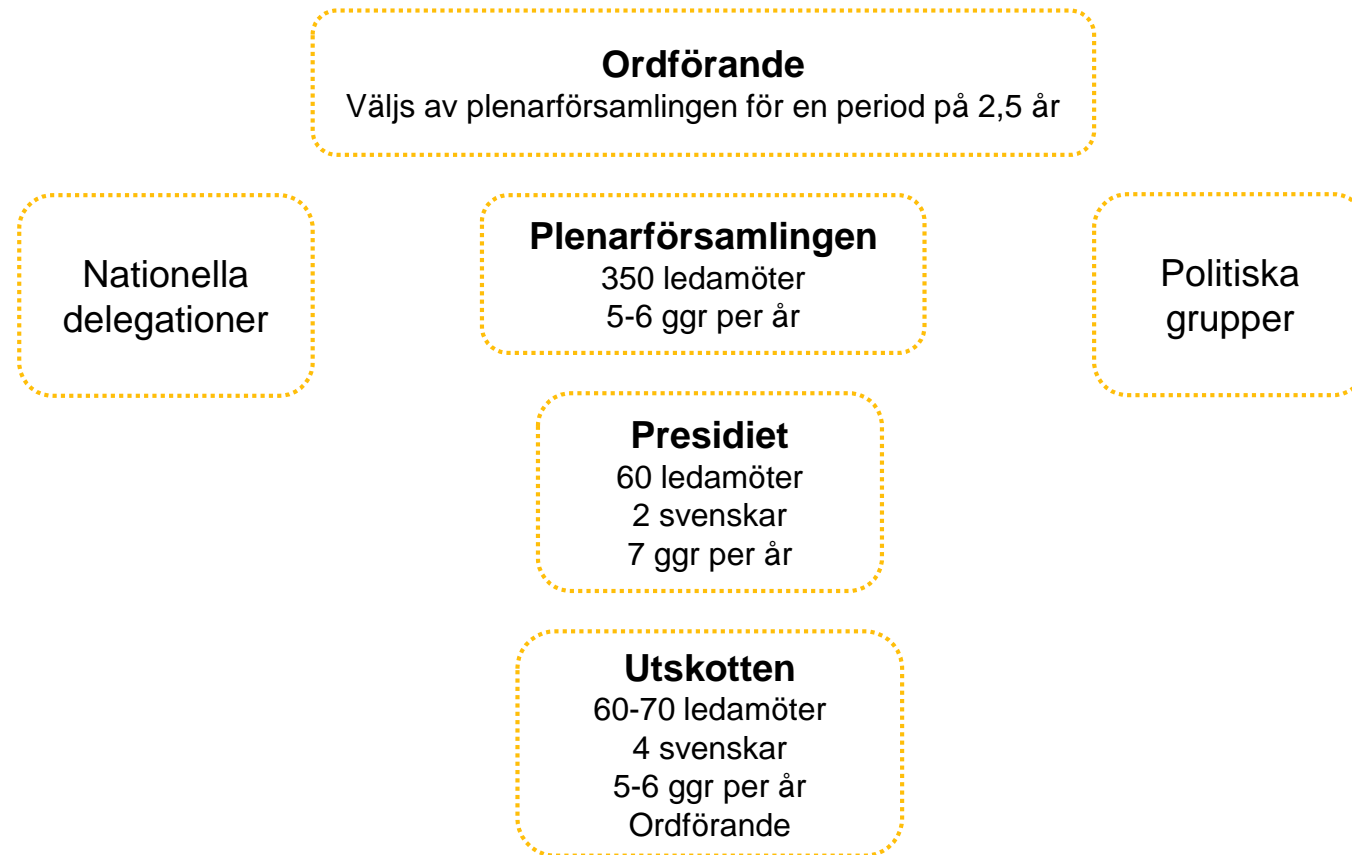 Ordförande
Väljs av plenarförsamlingen för en period på 2,5 år
Nationella
delegationer
Plenarförsamlingen
350 ledamöter
5-6 ggr per år
Politiska
grupper
Presidiet
60 ledamöter
2 svenskar
7 ggr per år
Utskotten
60-70 ledamöter
4 svenskar
5-6 ggr per år
Ordförande